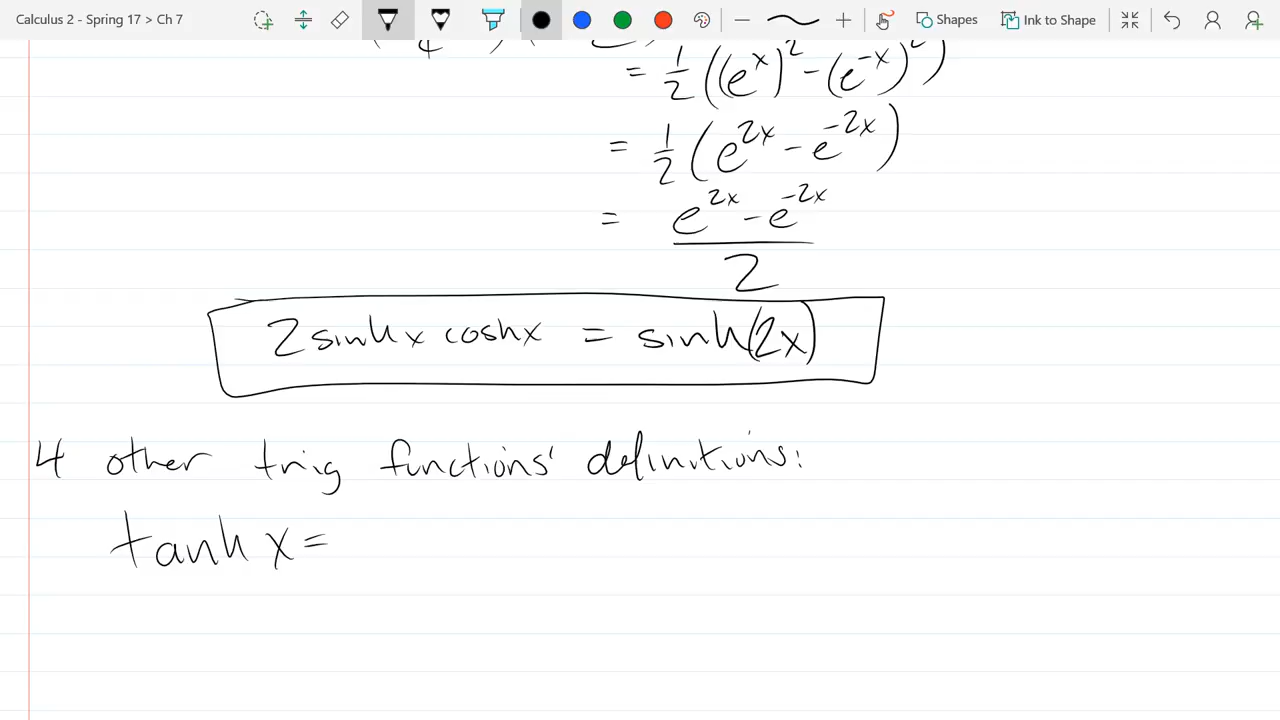 Calculus 2 - Spring 17 > Ch 7
Shapes
Ink to Shape
= 1/2 ((e^x)^2 - (e^-x)^2)
= 1/2 (e^2x - e^-2x)
= (e^2x - e^-2x) / 2
2 sinh x cosh x = sinh(2x)
4 other trig functions' definitions:
tanh x =